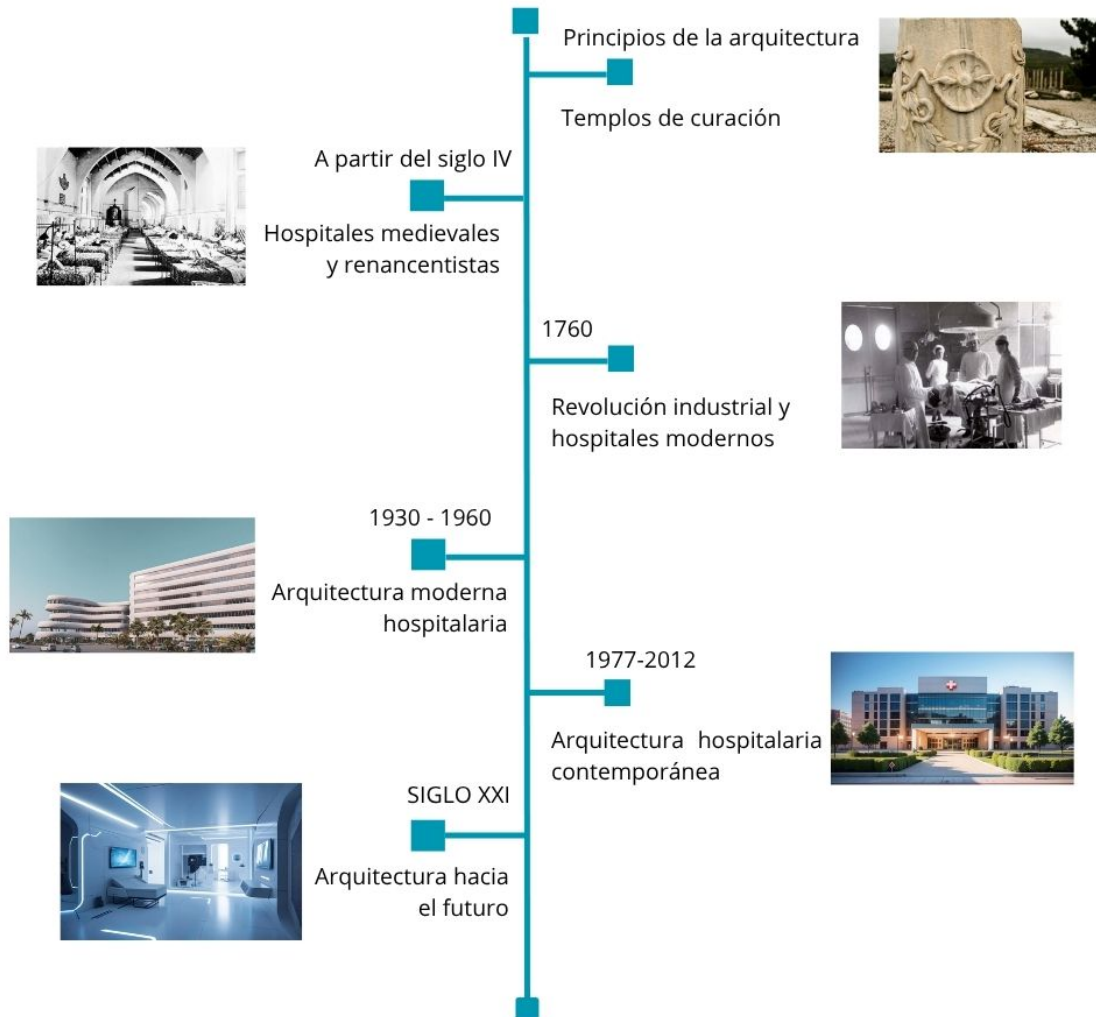 Principios de la arquitectura
Templos de curación
A partir del siglo IV
Hospitales medievales
y renancentistas
1760
Revolución industrial y
hospitales modernos
1930 - 1960
Arquitectura moderna
hospitalaria
1977-2012
Arquitectura hospitalaria
contemporánea
SIGLO XXI
Arquitectura hacia
el futuro